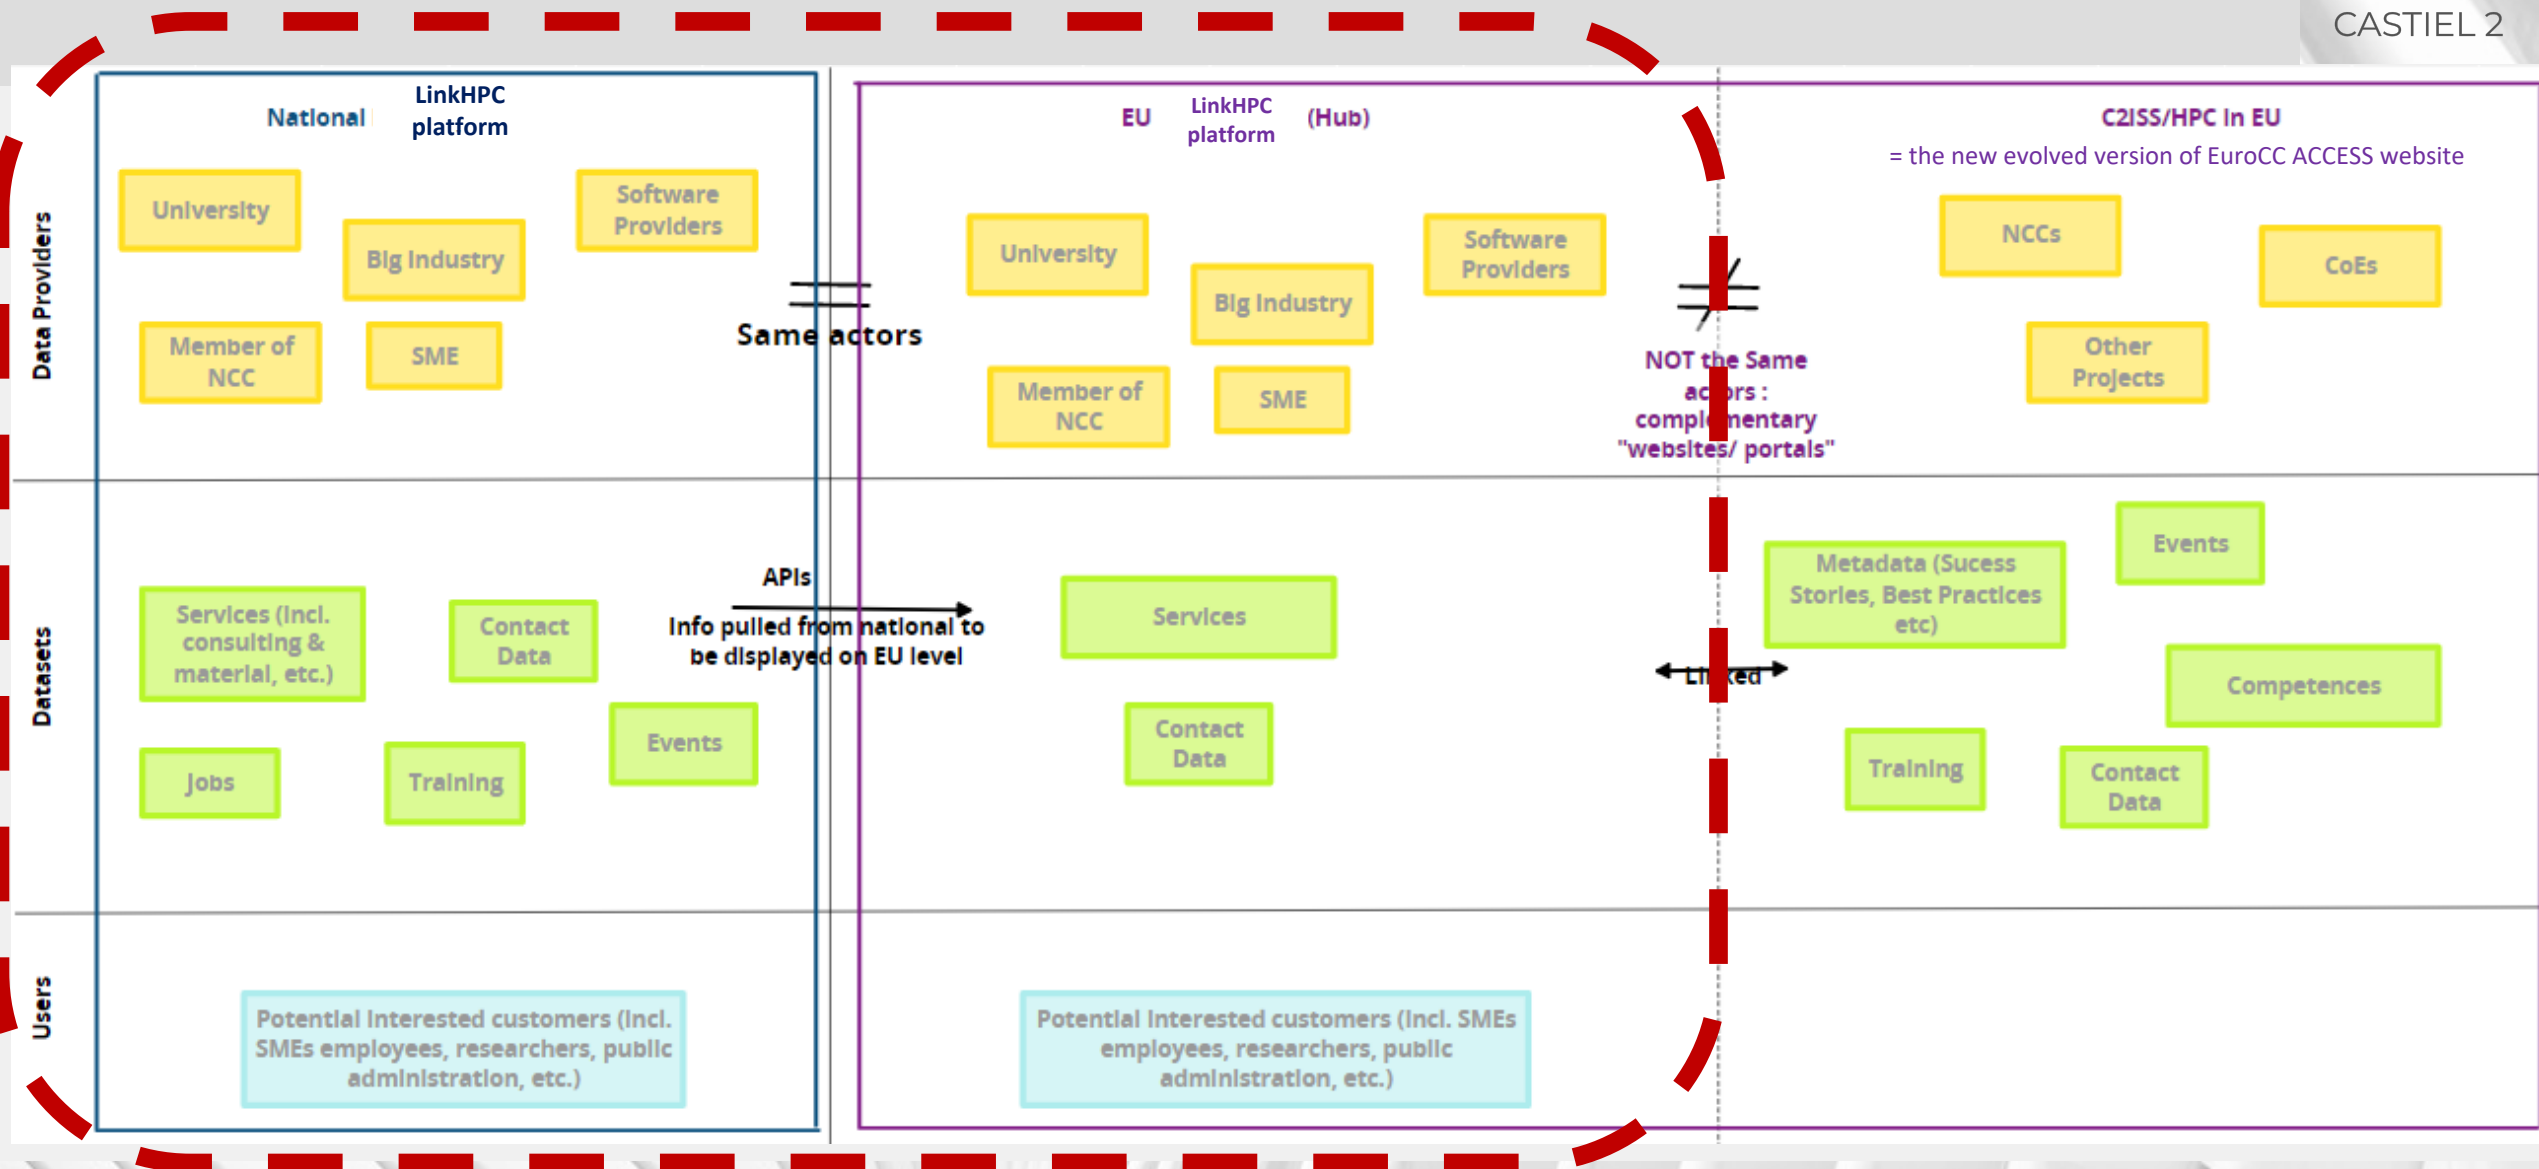 CASTIEL 2
National
LinkHPC
platform
EU
LinkHPC
platform
(Hub)
C2ISS/HPC in EU
= the new evolved version of EuroCC ACCESS website
Data Providers
University
Big Industry
Software
Providers
Member of
NCC
SME
Same actors
University
Big Industry
Software
Providers
Member of
NCC
SME
NOT the Same
actors :
complementary
"websites/ portals"
NCCs
CoEs
Other
Projects
Datasets
Services (incl.
consulting &
material, etc.)
Contact
Data
Events
Jobs
Training
APIs
Info pulled from national to
be displayed on EU level
Services
Contact
Data
Linked
Metadata (Sucess
Stories, Best Practices
etc)
Events
Competences
Training
Contact
Data
Users
Potential Interested customers (Incl.
SMEs employees, researchers, public
administration, etc.)
Potential Interested customers (Incl. SMEs
employees, researchers, public
administration, etc.)